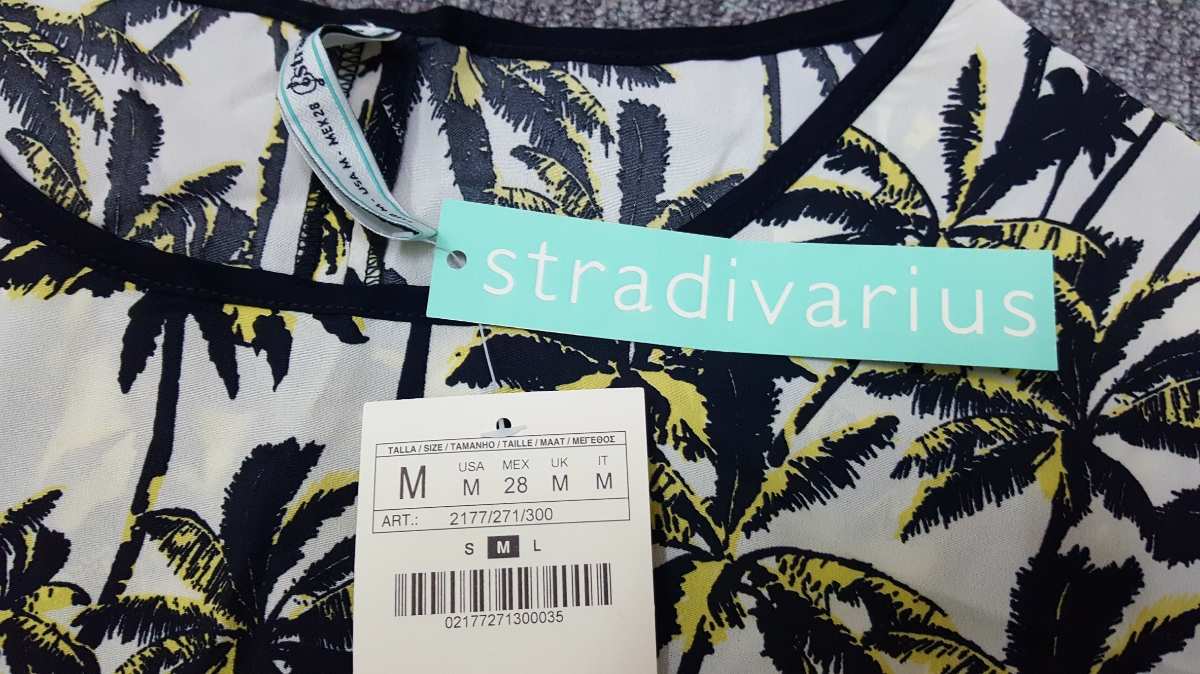 Str
USA M - MEX 28
stradivarius
TALLA / SIZE / TAMANHO / TAILLE / MAAT / ΜΕΓΕΘΟΣ
M USA MEX UK IT
M 28 M M
ART.: 2177/271/300
S M L
02177271300035